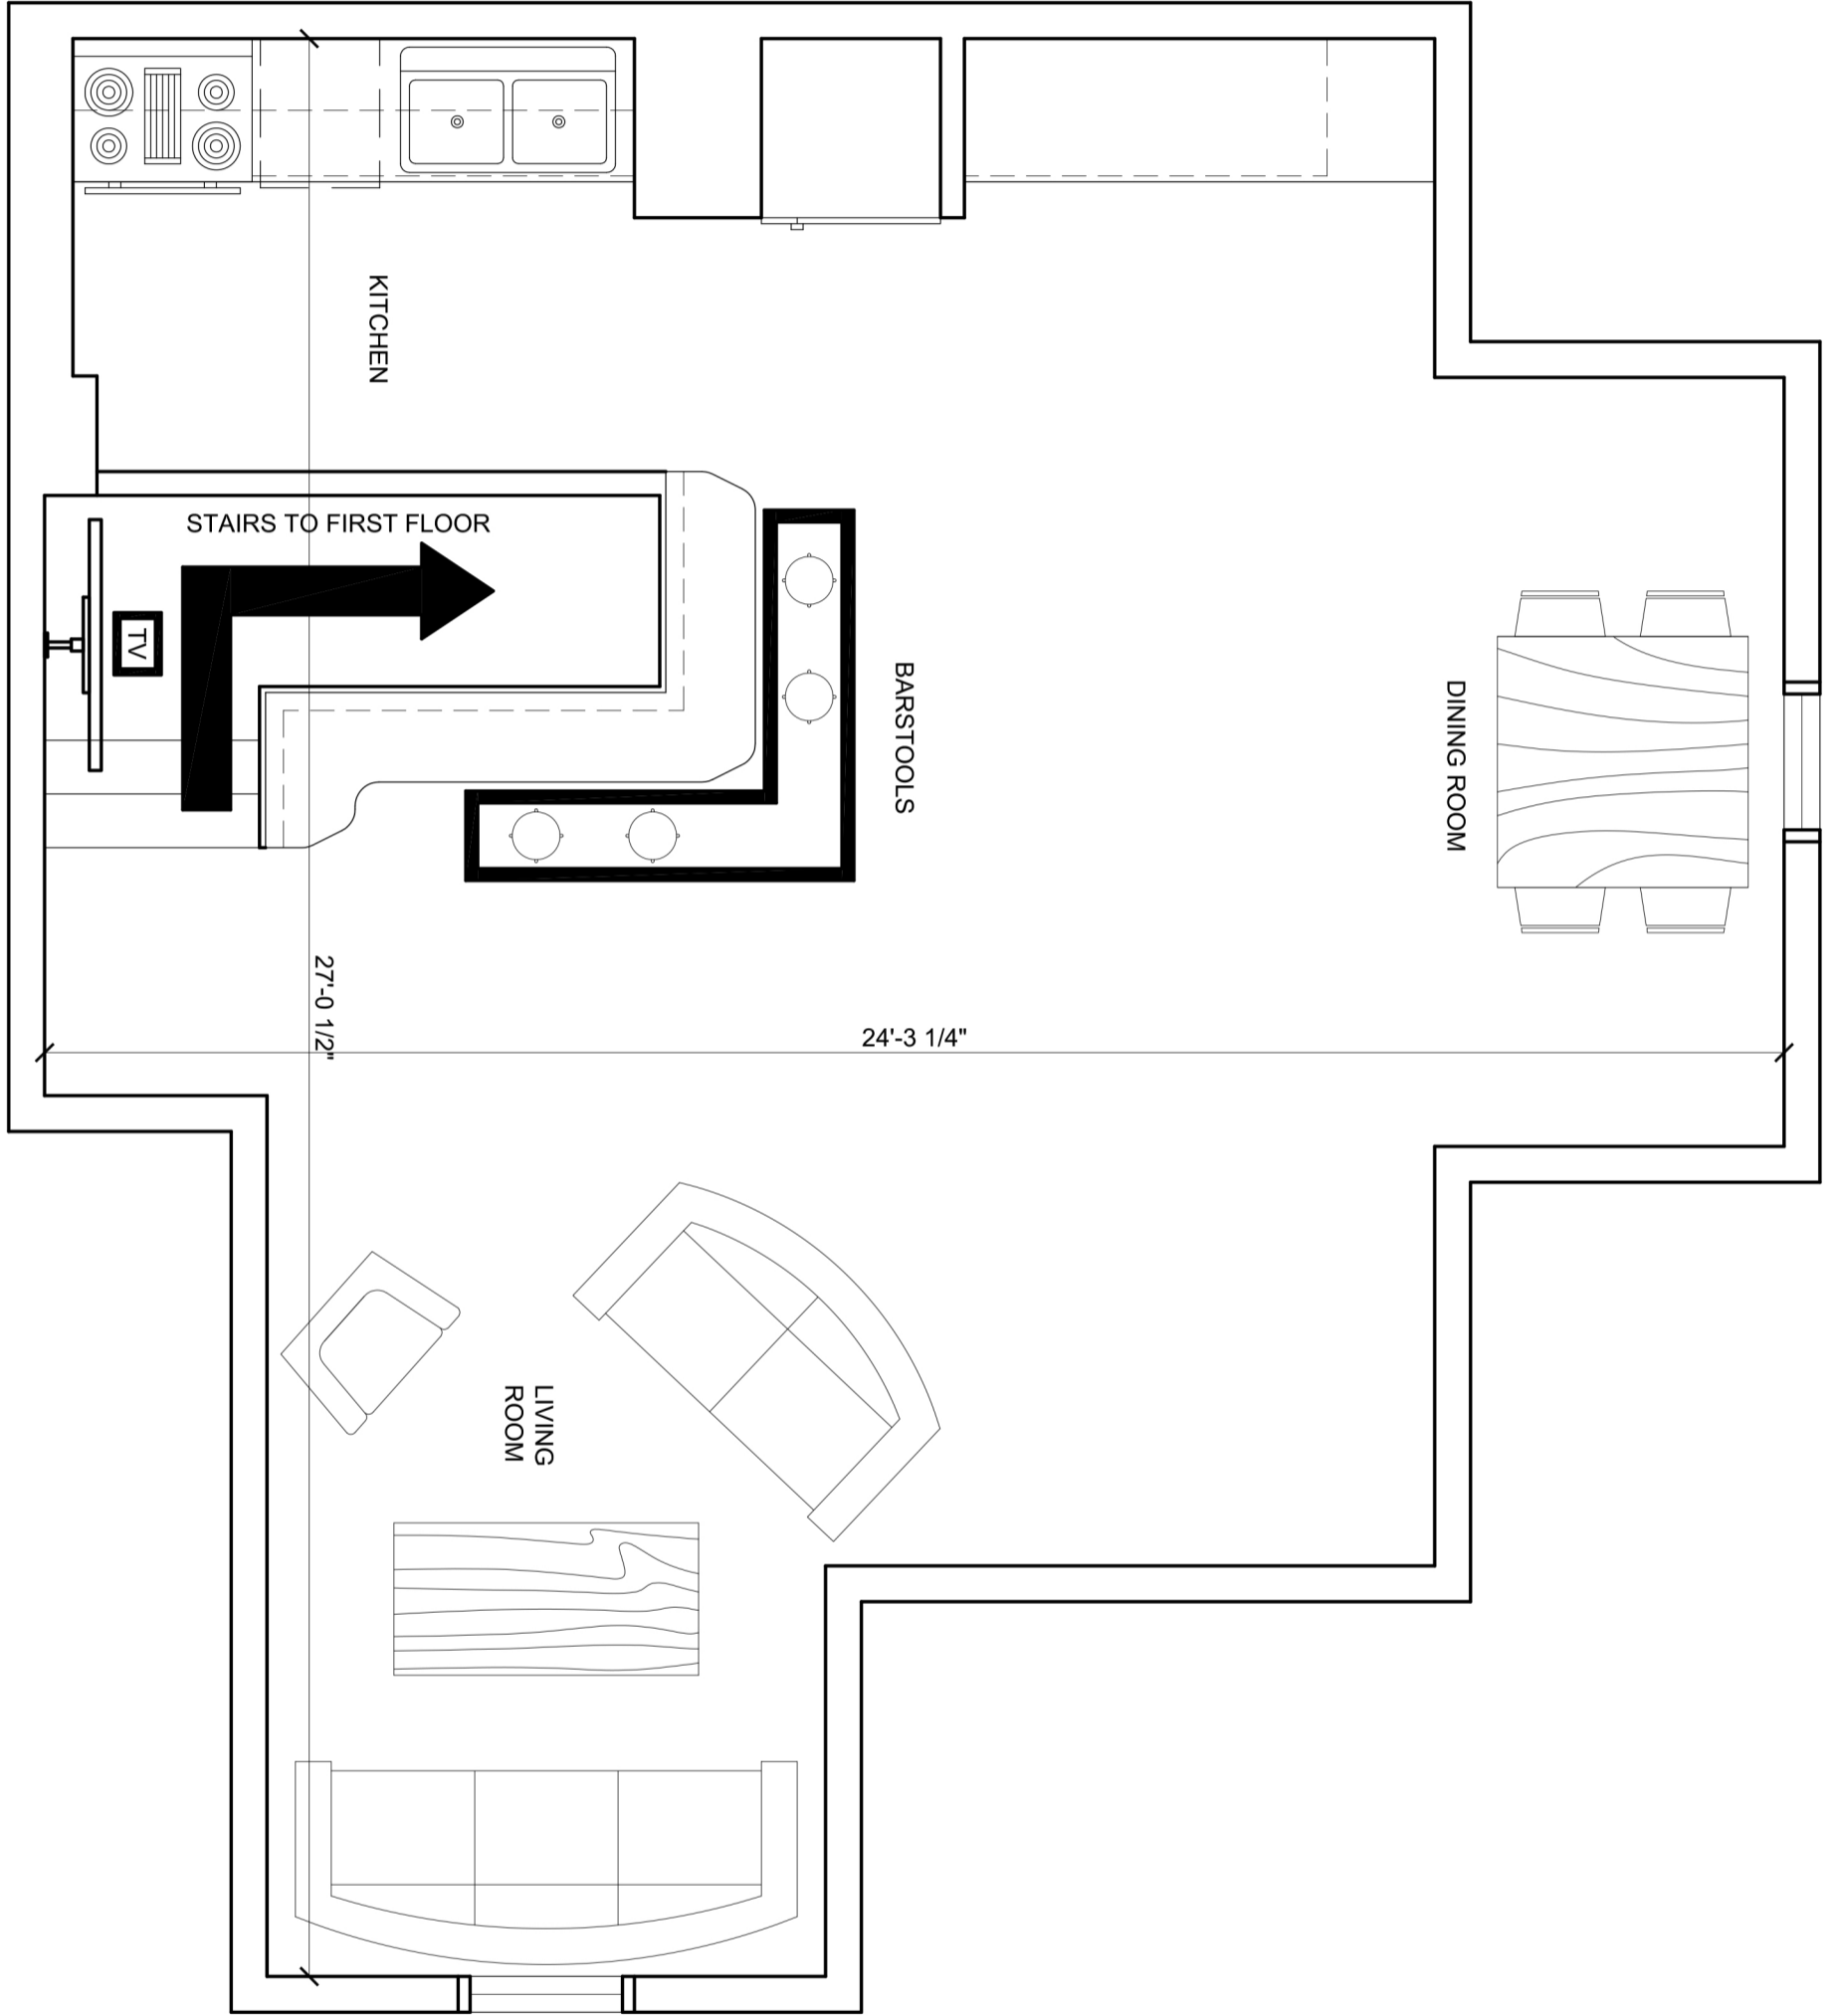 KITCHEN
STAIRS TO FIRST FLOOR
TV
BARSTOOLS
DINING ROOM
27'-0 1/2"
24'-3 1/4"
LIVING
ROOM